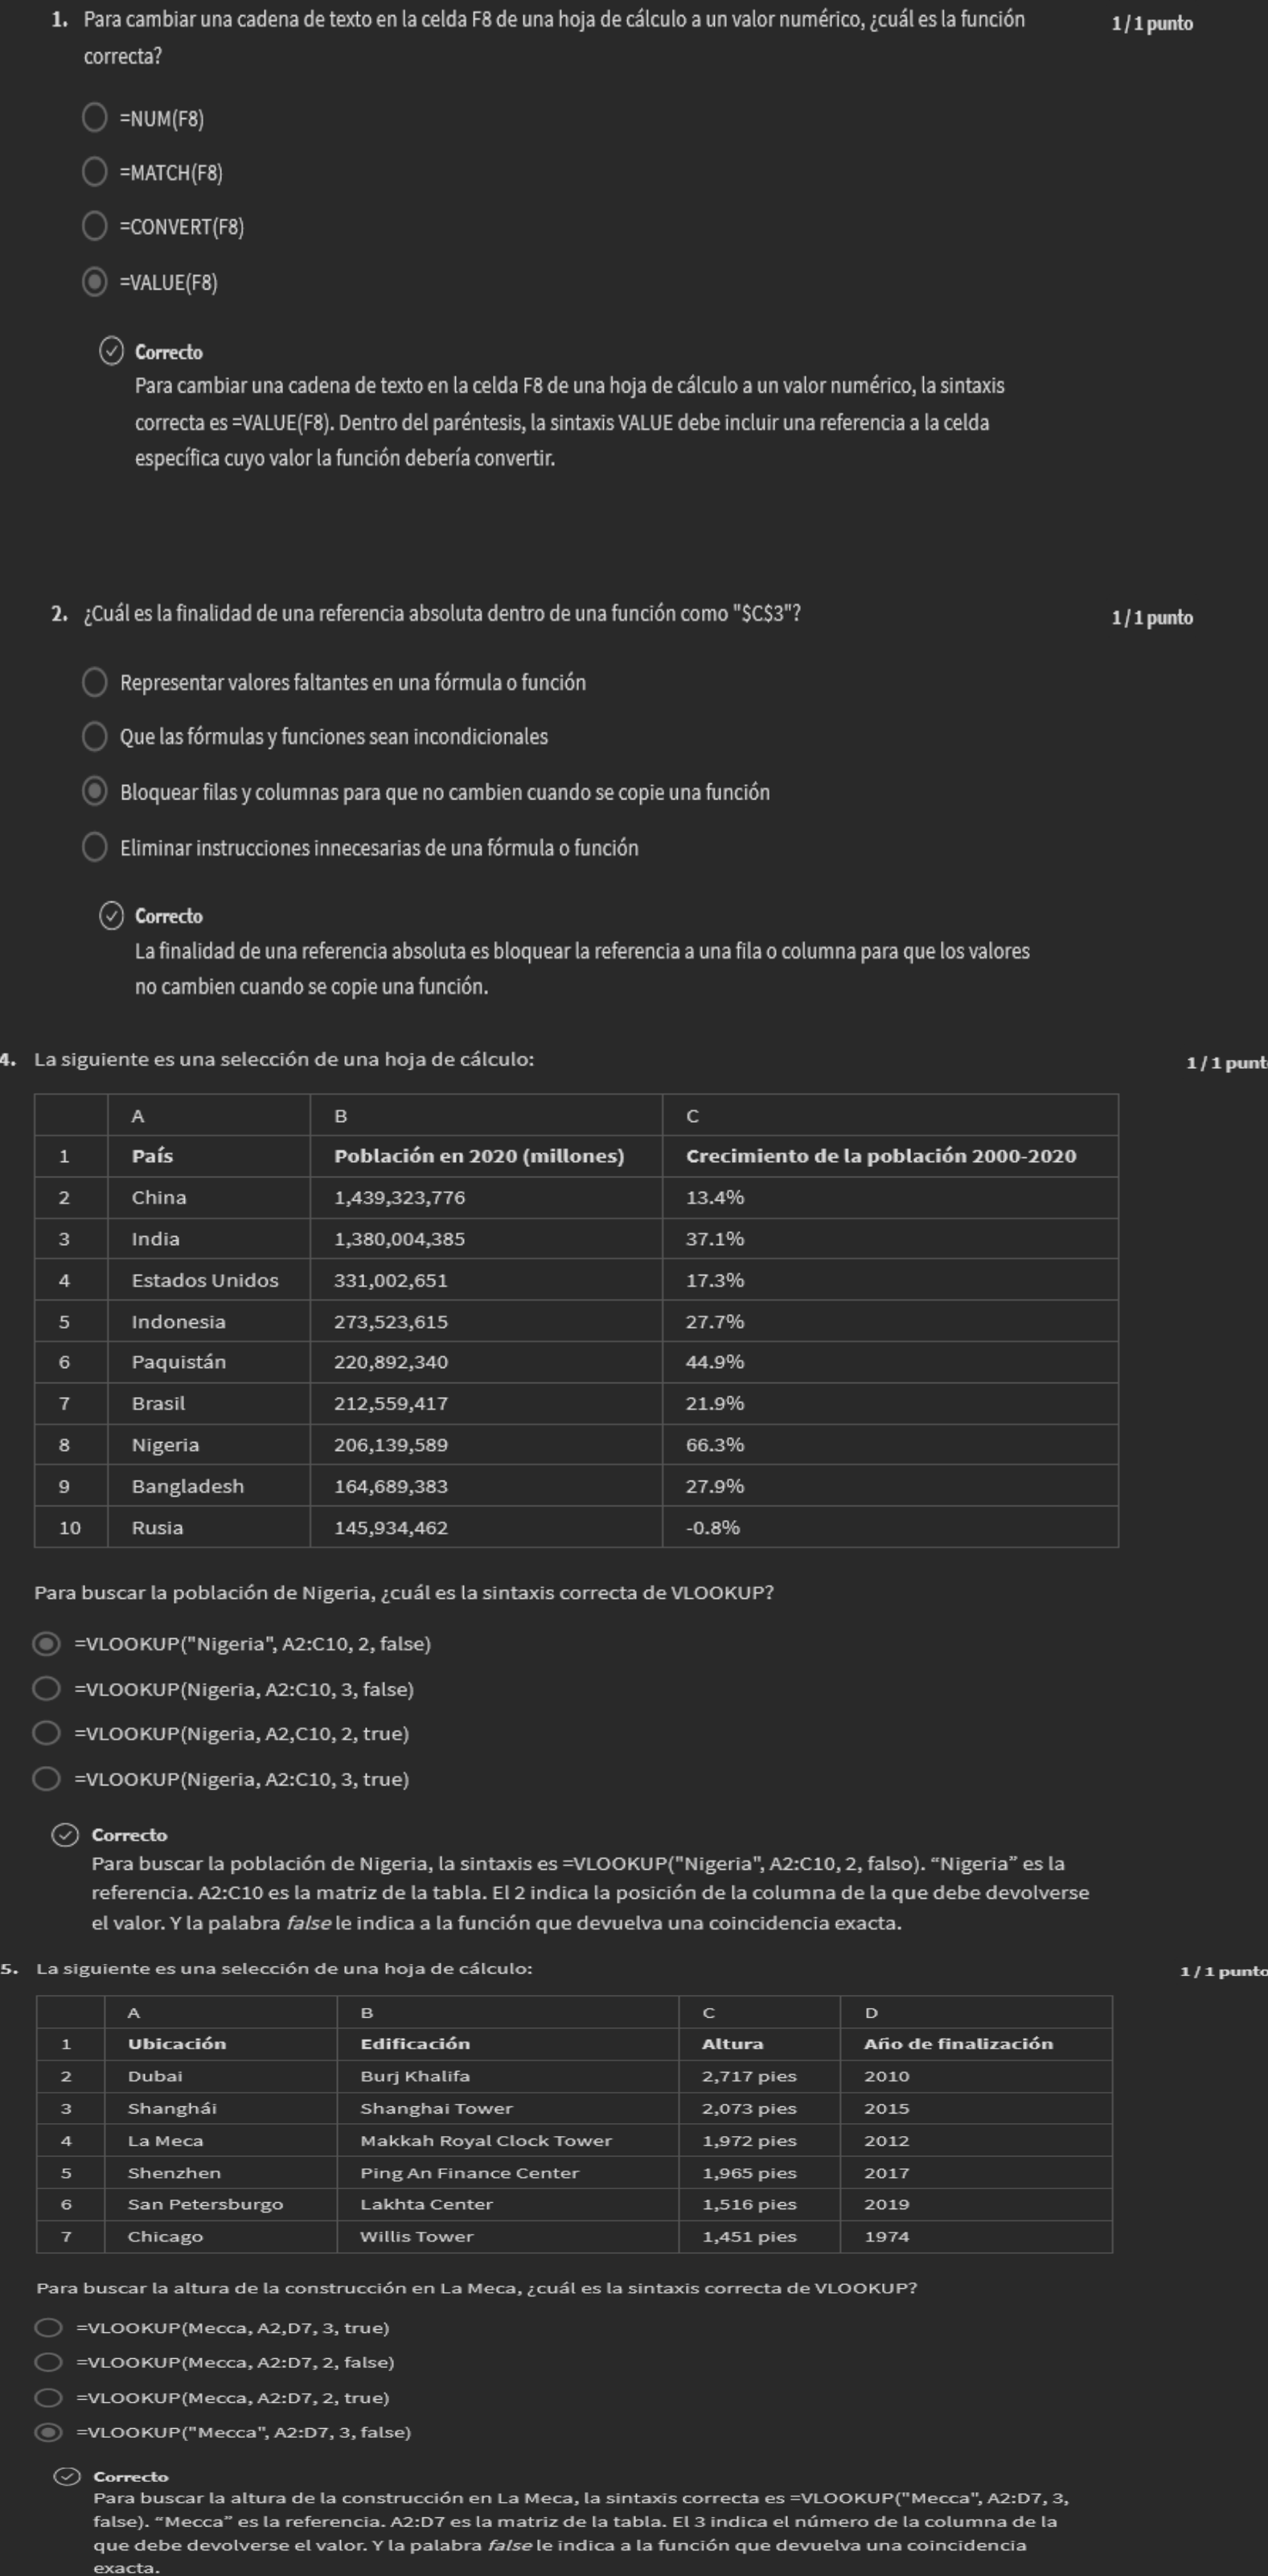 1. Para cambiar una cadena de texto en la celda F8 de una hoja de cálculo a un valor numérico, ¿cuál es la función 1 / 1 punto
correcta?
=NUM(F8)
=MATCH(F8)
=CONVERT(F8)
=VALUE(F8)
Correcto
Para cambiar una cadena de texto en la celda F8 de una hoja de cálculo a un valor numérico, la sintaxis
correcta es =VALUE(F8). Dentro del paréntesis, la sintaxis VALUE debe incluir una referencia a la celda
específica cuyo valor la función debería convertir.
2. ¿Cuál es la finalidad de una referencia absoluta dentro de una función como "$C$3"? 1 / 1 punto
Representar valores faltantes en una fórmula o función
Que las fórmulas y funciones sean incondicionales
Bloquear filas y columnas para que no cambien cuando se copie una función
Eliminar instrucciones innecesarias de una fórmula o función
Correcto
La finalidad de una referencia absoluta es bloquear la referencia a una fila o columna para que los valores
no cambien cuando se copie una función.
4. La siguiente es una selección de una hoja de cálculo: 1 / 1 punt
A B C
1 País Población en 2020 (millones) Crecimiento de la población 2000-2020
2 China 1,439,323,776 13.4%
3 India 1,380,004,385 37.1%
4 Estados Unidos 331,002,651 17.3%
5 Indonesia 273,523,615 27.7%
6 Paquistán 220,892,340 44.9%
7 Brasil 212,559,417 21.9%
8 Nigeria 206,139,589 66.3%
9 Bangladesh 164,689,383 27.9%
10 Rusia 145,934,462 -0.8%
Para buscar la población de Nigeria, ¿cuál es la sintaxis correcta de VLOOKUP?
=VLOOKUP("Nigeria", A2:C10, 2, false)
=VLOOKUP(Nigeria, A2:C10, 3, false)
=VLOOKUP(Nigeria, A2,C10, 2, true)
=VLOOKUP(Nigeria, A2:C10, 3, true)
Correcto
Para buscar la población de Nigeria, la sintaxis es =VLOOKUP("Nigeria", A2:C10, 2, falso). “Nigeria” es la
referencia. A2:C10 es la matriz de la tabla. El 2 indica la posición de la columna de la que debe devolverse
el valor. Y la palabra false le indica a la función que devuelva una coincidencia exacta.
5. La siguiente es una selección de una hoja de cálculo: 1 / 1 punto
A B C D
1 Ubicación Edificación Altura Año de finalización
2 Dubai Burj Khalifa 2,717 pies 2010
3 Shanghái Shanghai Tower 2,073 pies 2015
4 La Meca Makkah Royal Clock Tower 1,972 pies 2012
5 Shenzhen Ping An Finance Center 1,965 pies 2017
6 San Petersburgo Lakhta Center 1,516 pies 2019
7 Chicago Willis Tower 1,451 pies 1974
Para buscar la altura de la construcción en La Meca, ¿cuál es la sintaxis correcta de VLOOKUP?
=VLOOKUP(Mecca, A2,D7, 3, true)
=VLOOKUP(Mecca, A2:D7, 2, false)
=VLOOKUP(Mecca, A2:D7, 2, true)
=VLOOKUP("Mecca", A2:D7, 3, false)
Correcto
Para buscar la altura de la construcción en La Meca, la sintaxis correcta es =VLOOKUP("Mecca", A2:D7, 3,
false). “Mecca” es la referencia. A2:D7 es la matriz de la tabla. El 3 indica el número de la columna de la
que debe devolverse el valor. Y la palabra false le indica a la función que devuelva una coincidencia
exacta.